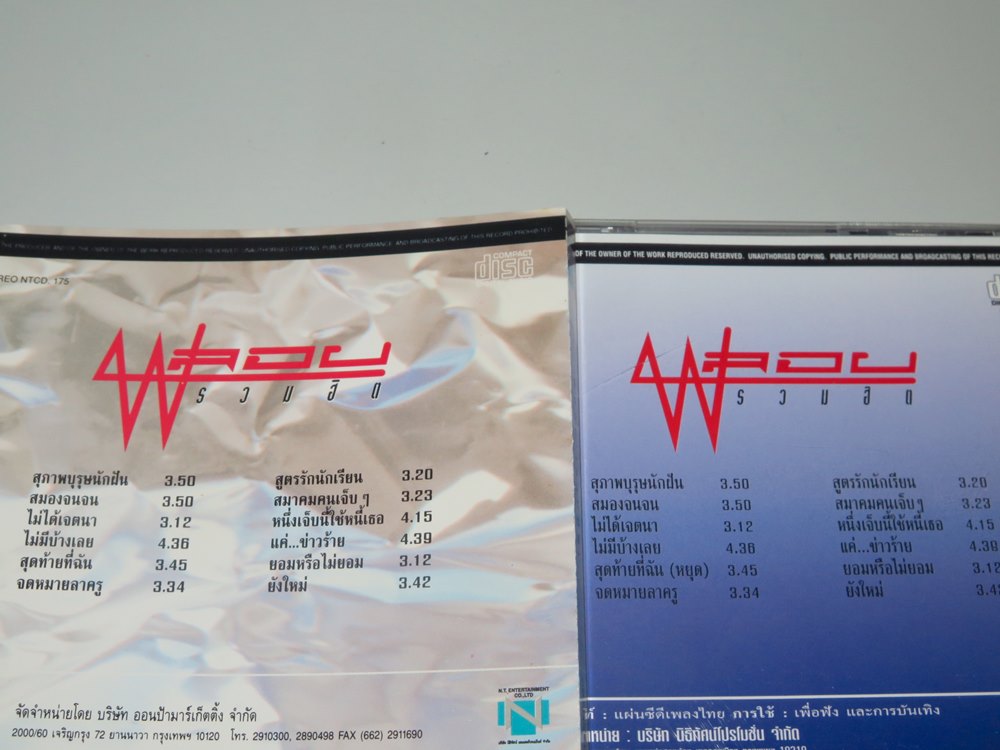 THE PRODUCER AND OF THE OWNER OF THE WORK REPRODUCED RESERVED. UNAUTHORISED COPYING. PUBLIC PERFORMANCE AND BROADCASTING OF THIS RECORD PROHIBITED
COMPACT
disc
REO NTCD. 175
รวมฮิต
สุภาพบุรุษนักฝัน 3.50
สมองจนจน 3.50
ไม่ได้เจตนา 3.12
ไม่มีบ้างเลย 4.36
สุดท้ายที่ฉัน 3.45
จดหมายลาครู 3.34
สูตรรักนักเรียน 3.20
สมาคมคนเจ็บ ๆ 3.23
หนึ่งเจ็บนี้ใช้หนี้เธอ 4.15
แค่...ข่าวร้าย 4.39
ยอมหรือไม่ยอม 3.12
ยังใหม่ 3.42
จัดจำหน่ายโดย บริษัท ออนป้ามาร์เก็ตติ้ง จำกัด
2000/60 เจริญกรุง 72 ยานนาวา กรุงเทพฯ 10120 โทร. 2910300, 2890498 FAX (662) 2911690
N.T. ENTERTAINMENT
CO.,LTD
N
OF THE OWNER OF THE WORK REPRODUCED RESERVED. UNAUTHORISED COPYING. PUBLIC PERFORMANCE AND BROADCASTING OF THIS REC
รวมฮิต
สุภาพบุรุษนักฝัน 3.50
สมองจนจน 3.50
ไม่ได้เจตนา 3.12
ไม่มีบ้างเลย 4.36
สุดท้ายที่ฉัน (หยุด) 3.45
จดหมายลาครู 3.34
สูตรรักนักเรียน 3.20
สมาคมคนเจ็บ ๆ 3.23
หนึ่งเจ็บนี้ใช้หนี้เธอ 4.15
แค่...ข่าวร้าย 4.39
ยอมหรือไม่ยอม 3.12
ยังใหม่ 3.4
: แผ่นซีดีเพลงไทย การใช้ : เพื่อฟัง และการบันเทิง
: บริษัท นิธิทัศน์โปรโมชั่น จำกัด